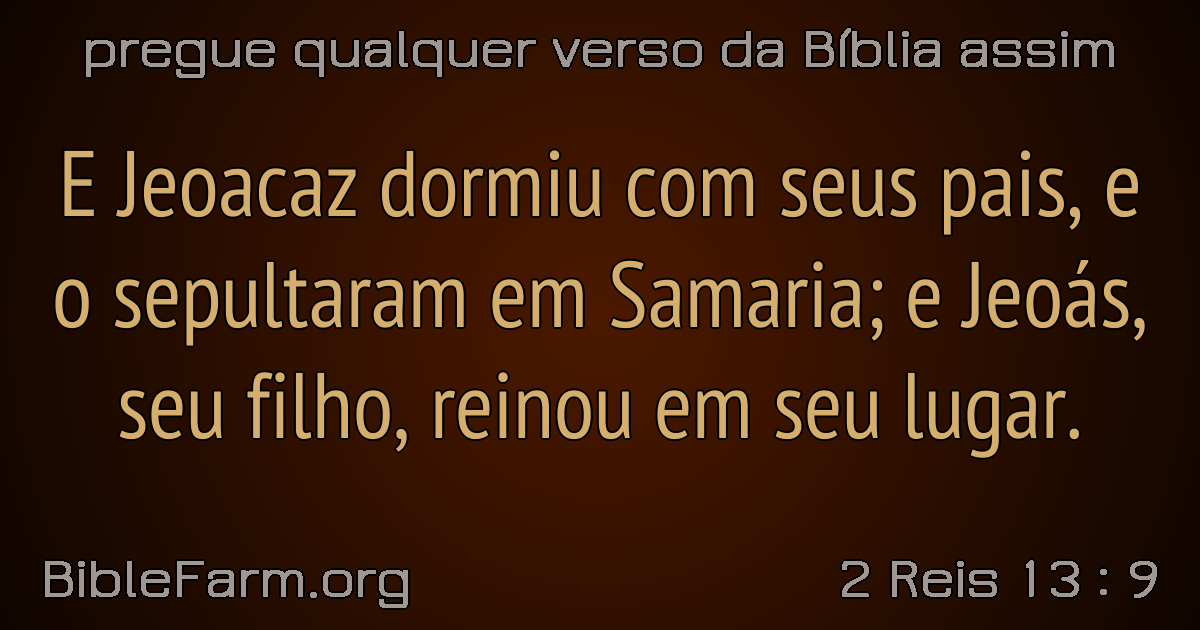 pregue qualquer verso da Bíblia assim
E Jeoacaz dormiu com seus pais, e
o sepultaram em Samaria; e Jeoás,
seu filho, reinou em seu lugar.
BibleFarm.org
2 Reis 13 : 9